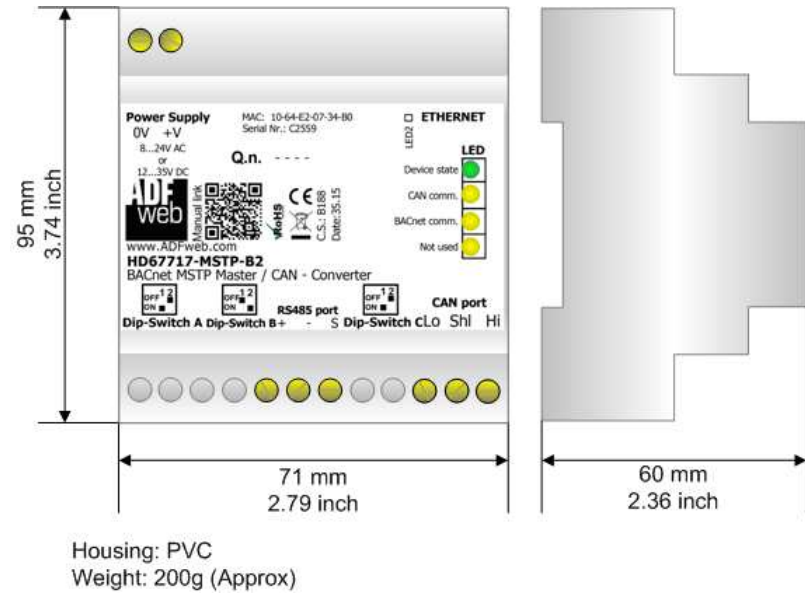 Power Supply
0V +V
8...24V AC
or
12...35V DC
MAC: 10-64-E2-07-34-B0
Serial Nr.: C2559
Q.n. - - - -
LED2
ETHERNET
LED
Device state
CAN comm.
BACnet comm.
Not used
ADF
web
Manual link
RoHS
CE
C.S.: B188
Date:35.15
www.ADFweb.com
HD67717-MSTP-B2
BACnet MSTP Master / CAN - Converter
OFF 1 2
ON
OFF 1 2
ON
OFF 1 2
ON
RS485 port
CAN port
Dip-Switch A Dip-Switch B + - S Dip-Switch C Lo Shl Hi
95 mm
3.74 inch
71 mm
2.79 inch
60 mm
2.36 inch
Housing: PVC
Weight: 200g (Approx)